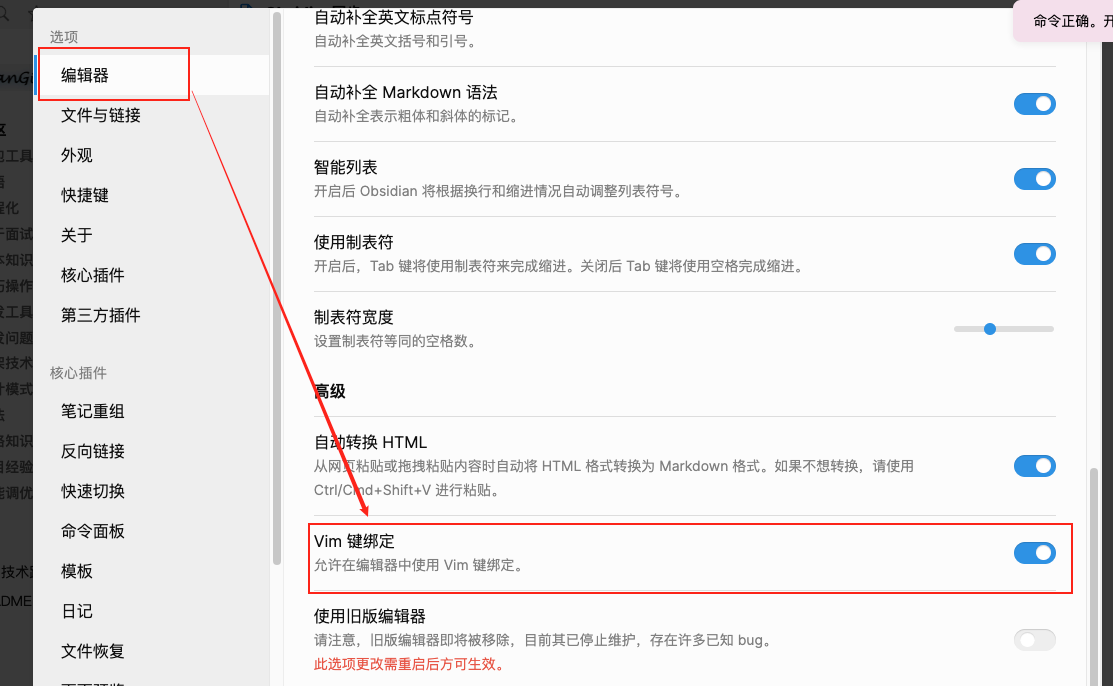 选项
编辑器
文件与链接
外观
快捷键
关于
核心插件
第三方插件
核心插件
笔记重组
反向链接
快速切换
命令面板
模板
日记
文件恢复
自动补全英文标点符号
自动补全英文括号和引号。
自动补全 Markdown 语法
自动补全表示粗体和斜体的标记。
智能列表
开启后 Obsidian 将根据换行和缩进情况自动调整列表符号。
使用制表符
开启后，Tab 键将使用制表符来完成缩进。关闭后 Tab 键将使用空格完成缩进。
制表符宽度
设置制表符等同的空格数。
高级
自动转换 HTML
从网页粘贴或拖拽粘贴内容时自动将 HTML 格式转换为 Markdown 格式。如果不想转换，请使用
Ctrl/Cmd+Shift+V 进行粘贴。
Vim 键绑定
允许在编辑器中使用 Vim 键绑定。
使用旧版编辑器
请注意，旧版编辑器即将被移除，目前其已停止维护，存在许多已知 bug。
此选项更改需重启后方可生效。
命令正确。开